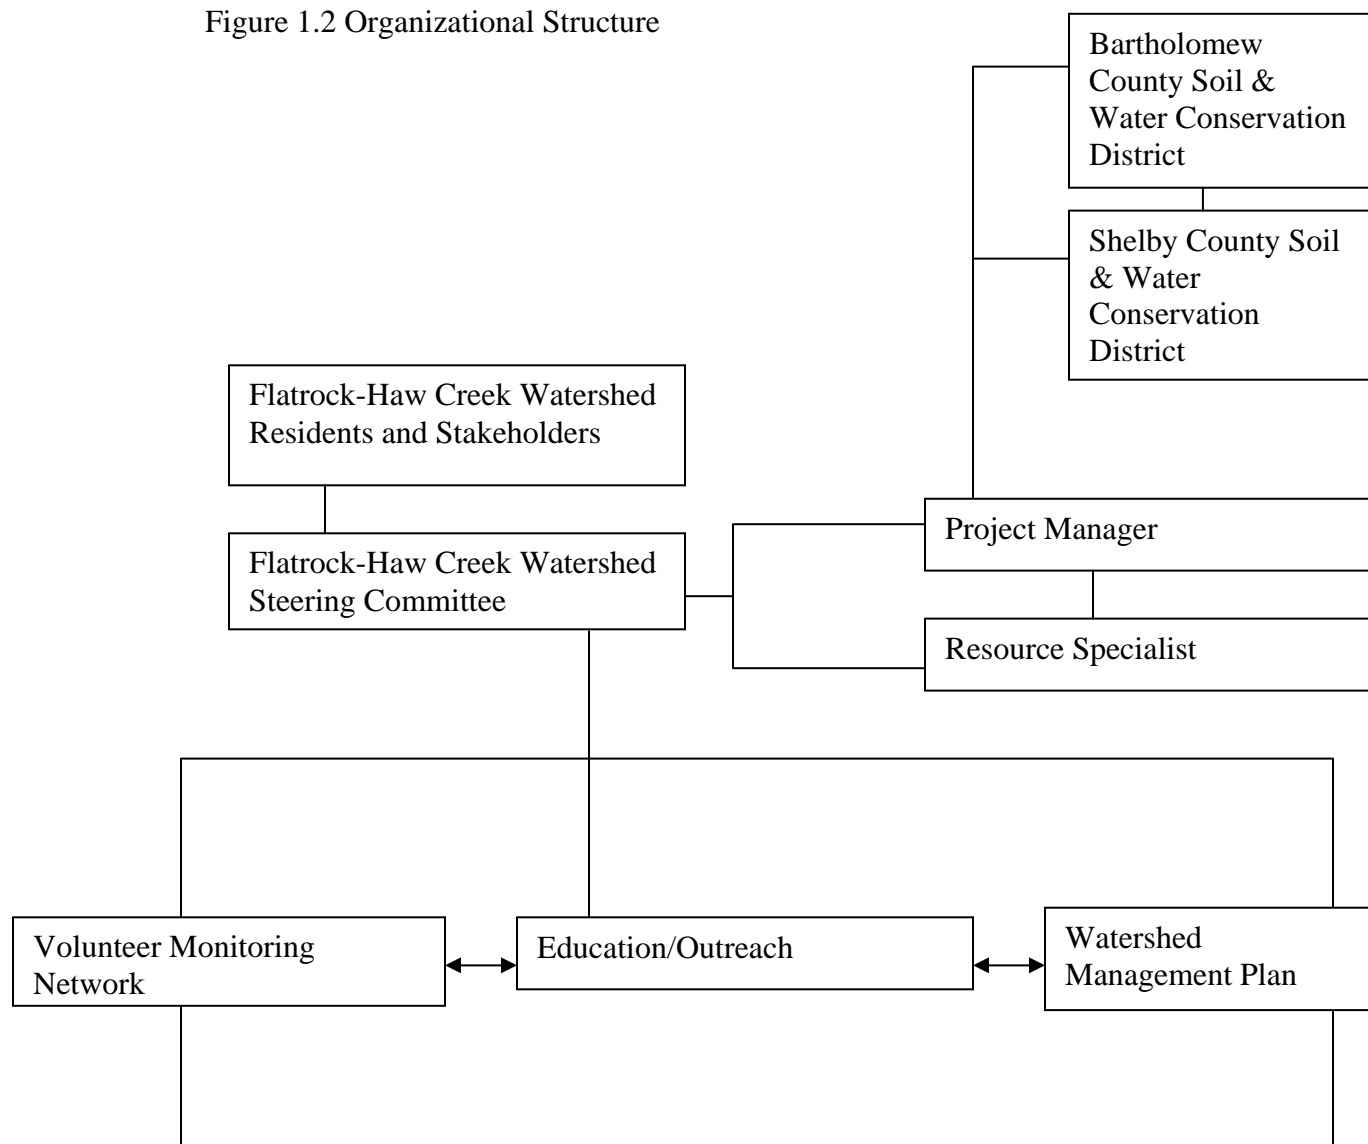 Figure 1.2 Organizational Structure
Bartholomew
County Soil &
Water Conservation
District
Shelby County Soil
& Water
Conservation
District
Flatrock-Haw Creek Watershed
Residents and Stakeholders
Flatrock-Haw Creek Watershed
Steering Committee
Project Manager
Resource Specialist
Volunteer Monitoring
Network
Education/Outreach
Watershed
Management Plan